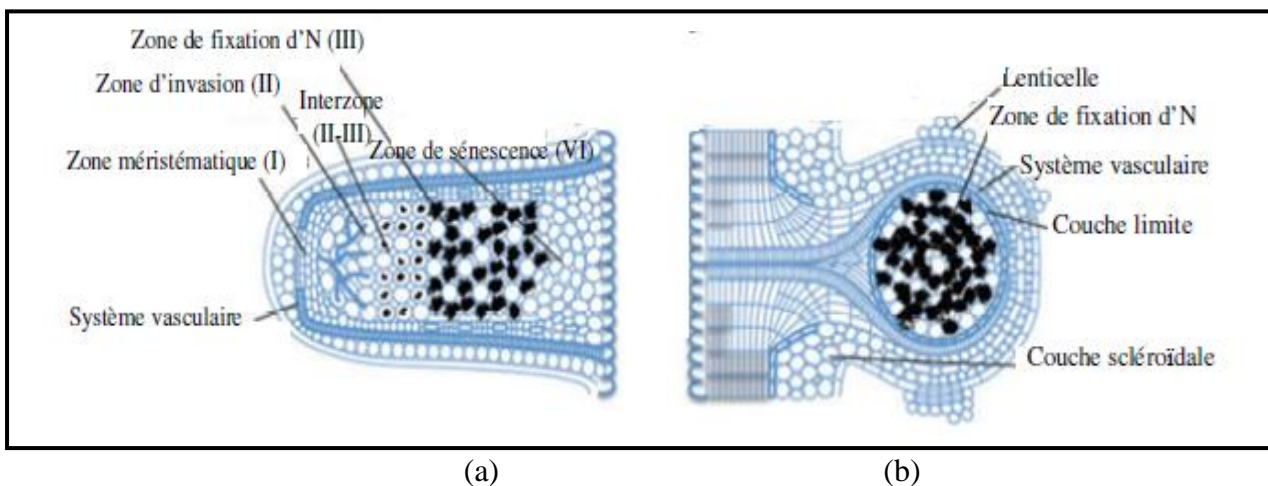 Zone de fixation d'N (III)
Zone d'invasion (II)
Interzone
(II-III)
Zone de sénescence (VI)
Zone méristématique (I)
Système vasculaire
Lenticelle
Zone de fixation d'N
Système vasculaire
Couche limite
Couche scléroïdale
(a)
(b)